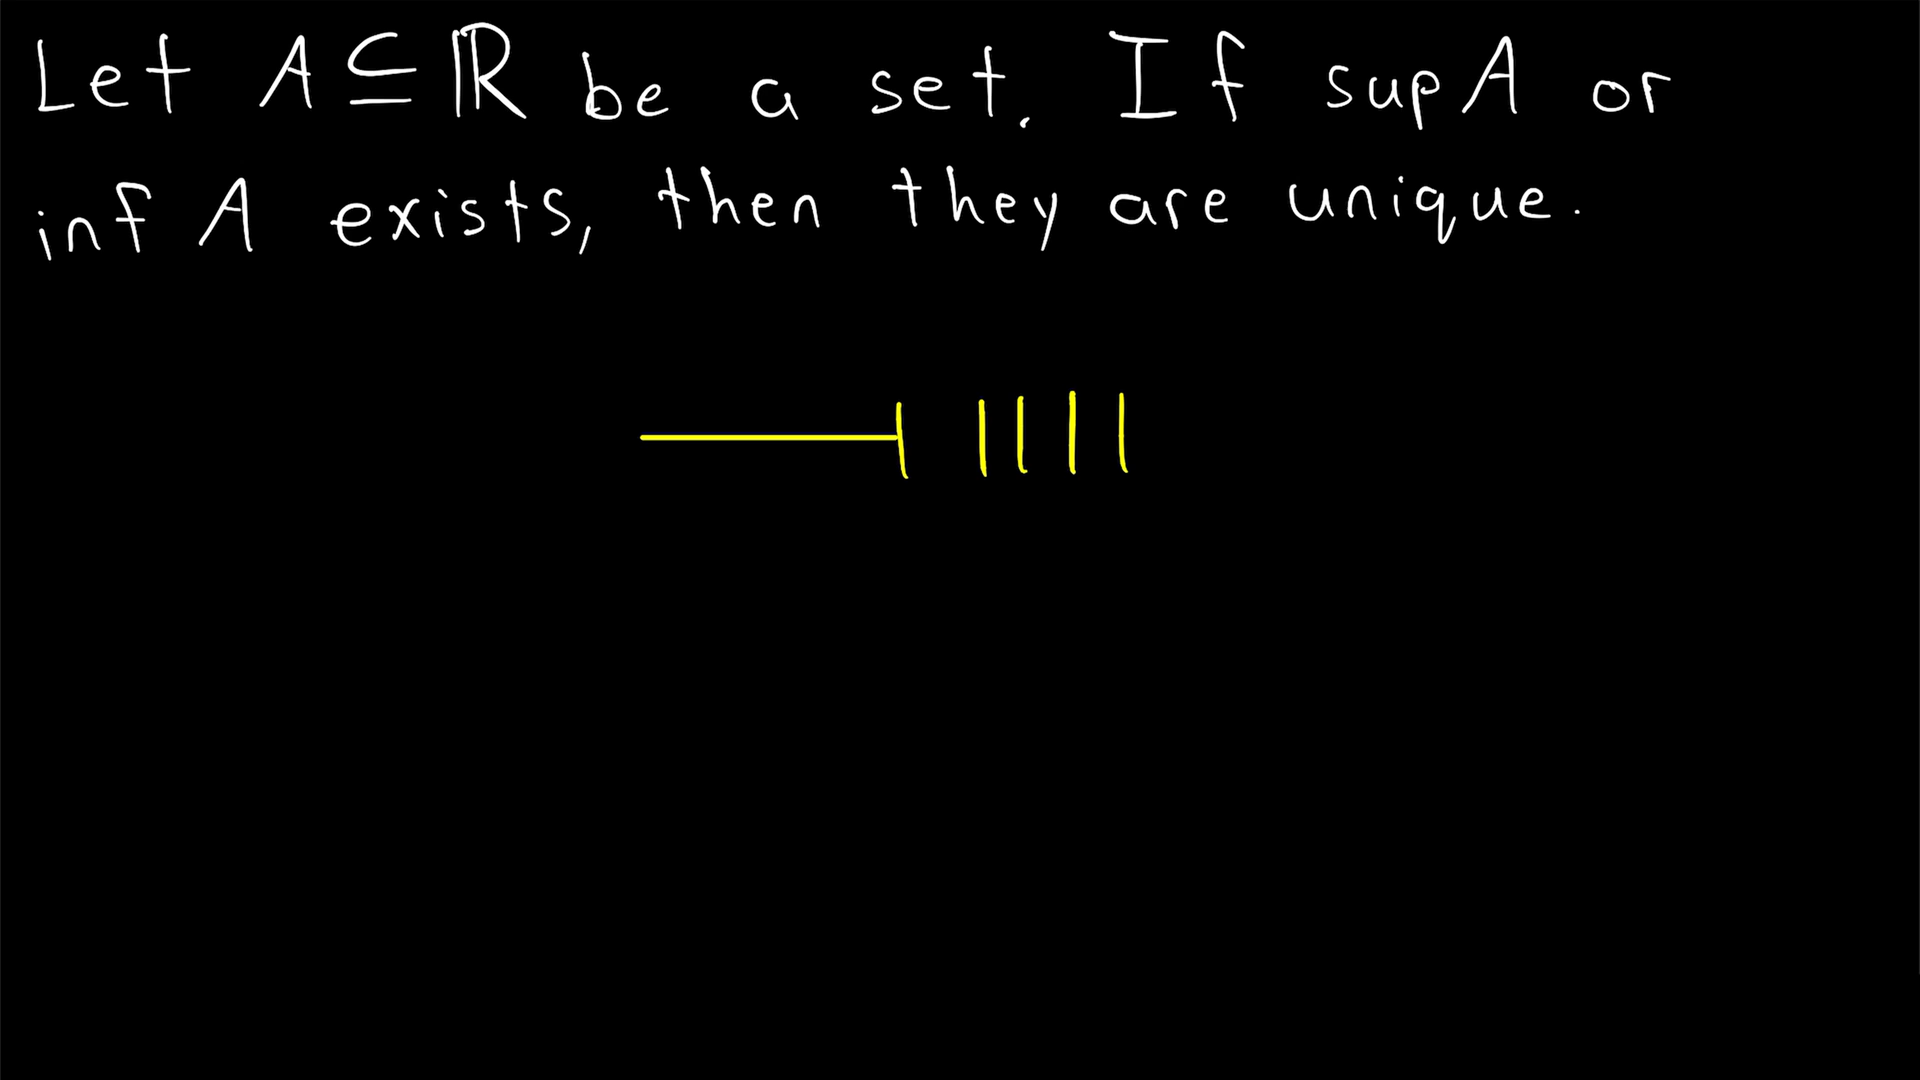 Let A ⊆ ℝ be a set. If sup A or
inf A exists, then they are unique.